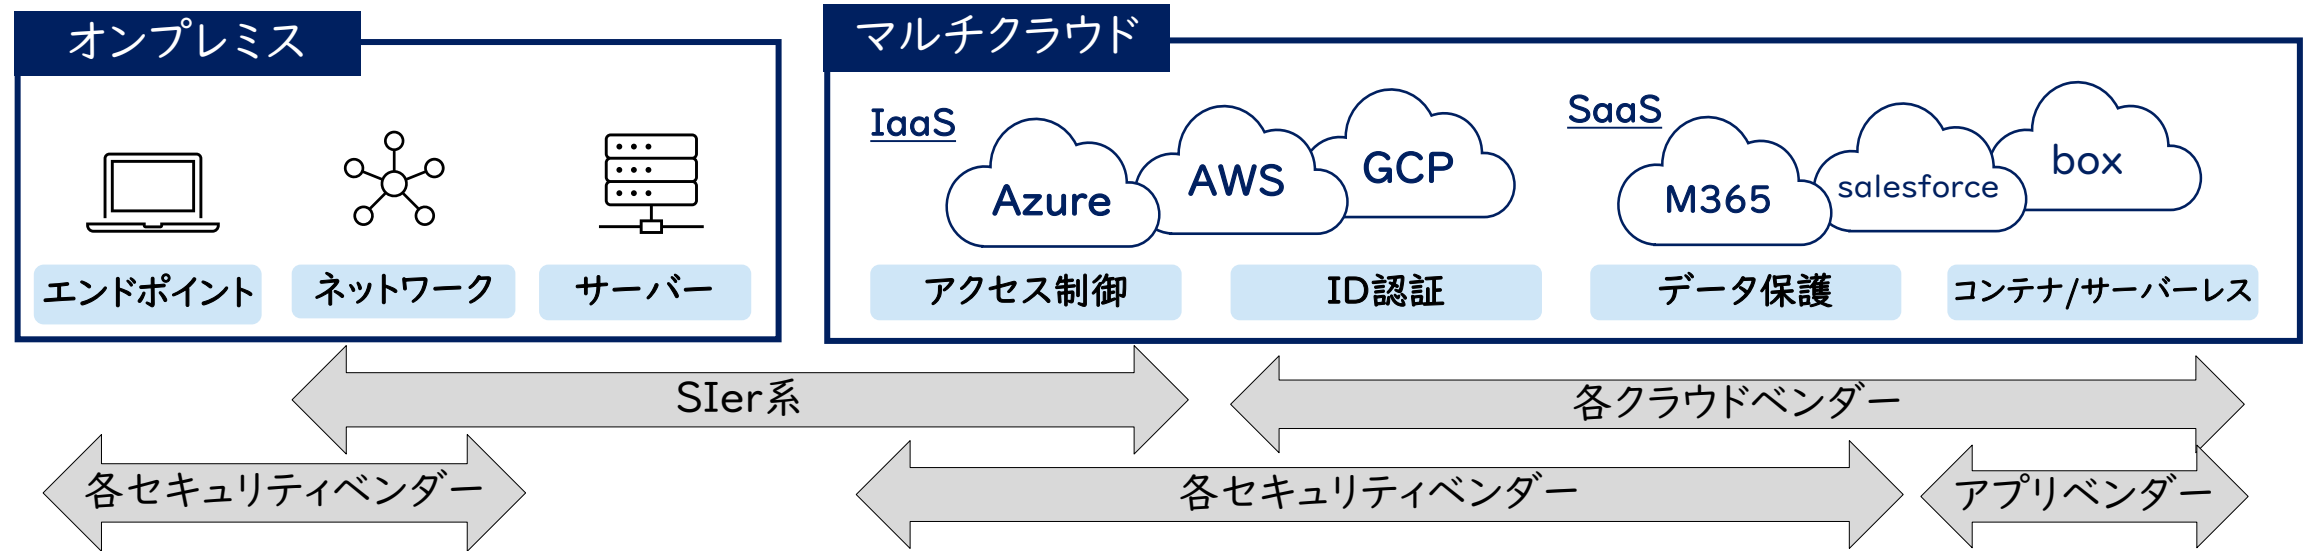 オンプレミス
エンドポイント
ネットワーク
サーバー
マルチクラウド
IaaS
Azure
AWS
GCP
SaaS
M365
salesforce
box
アクセス制御
ID認証
データ保護
コンテナ/サーバーレス
SIer系
各クラウドベンダー
各セキュリティベンダー
各セキュリティベンダー
アプリベンダー